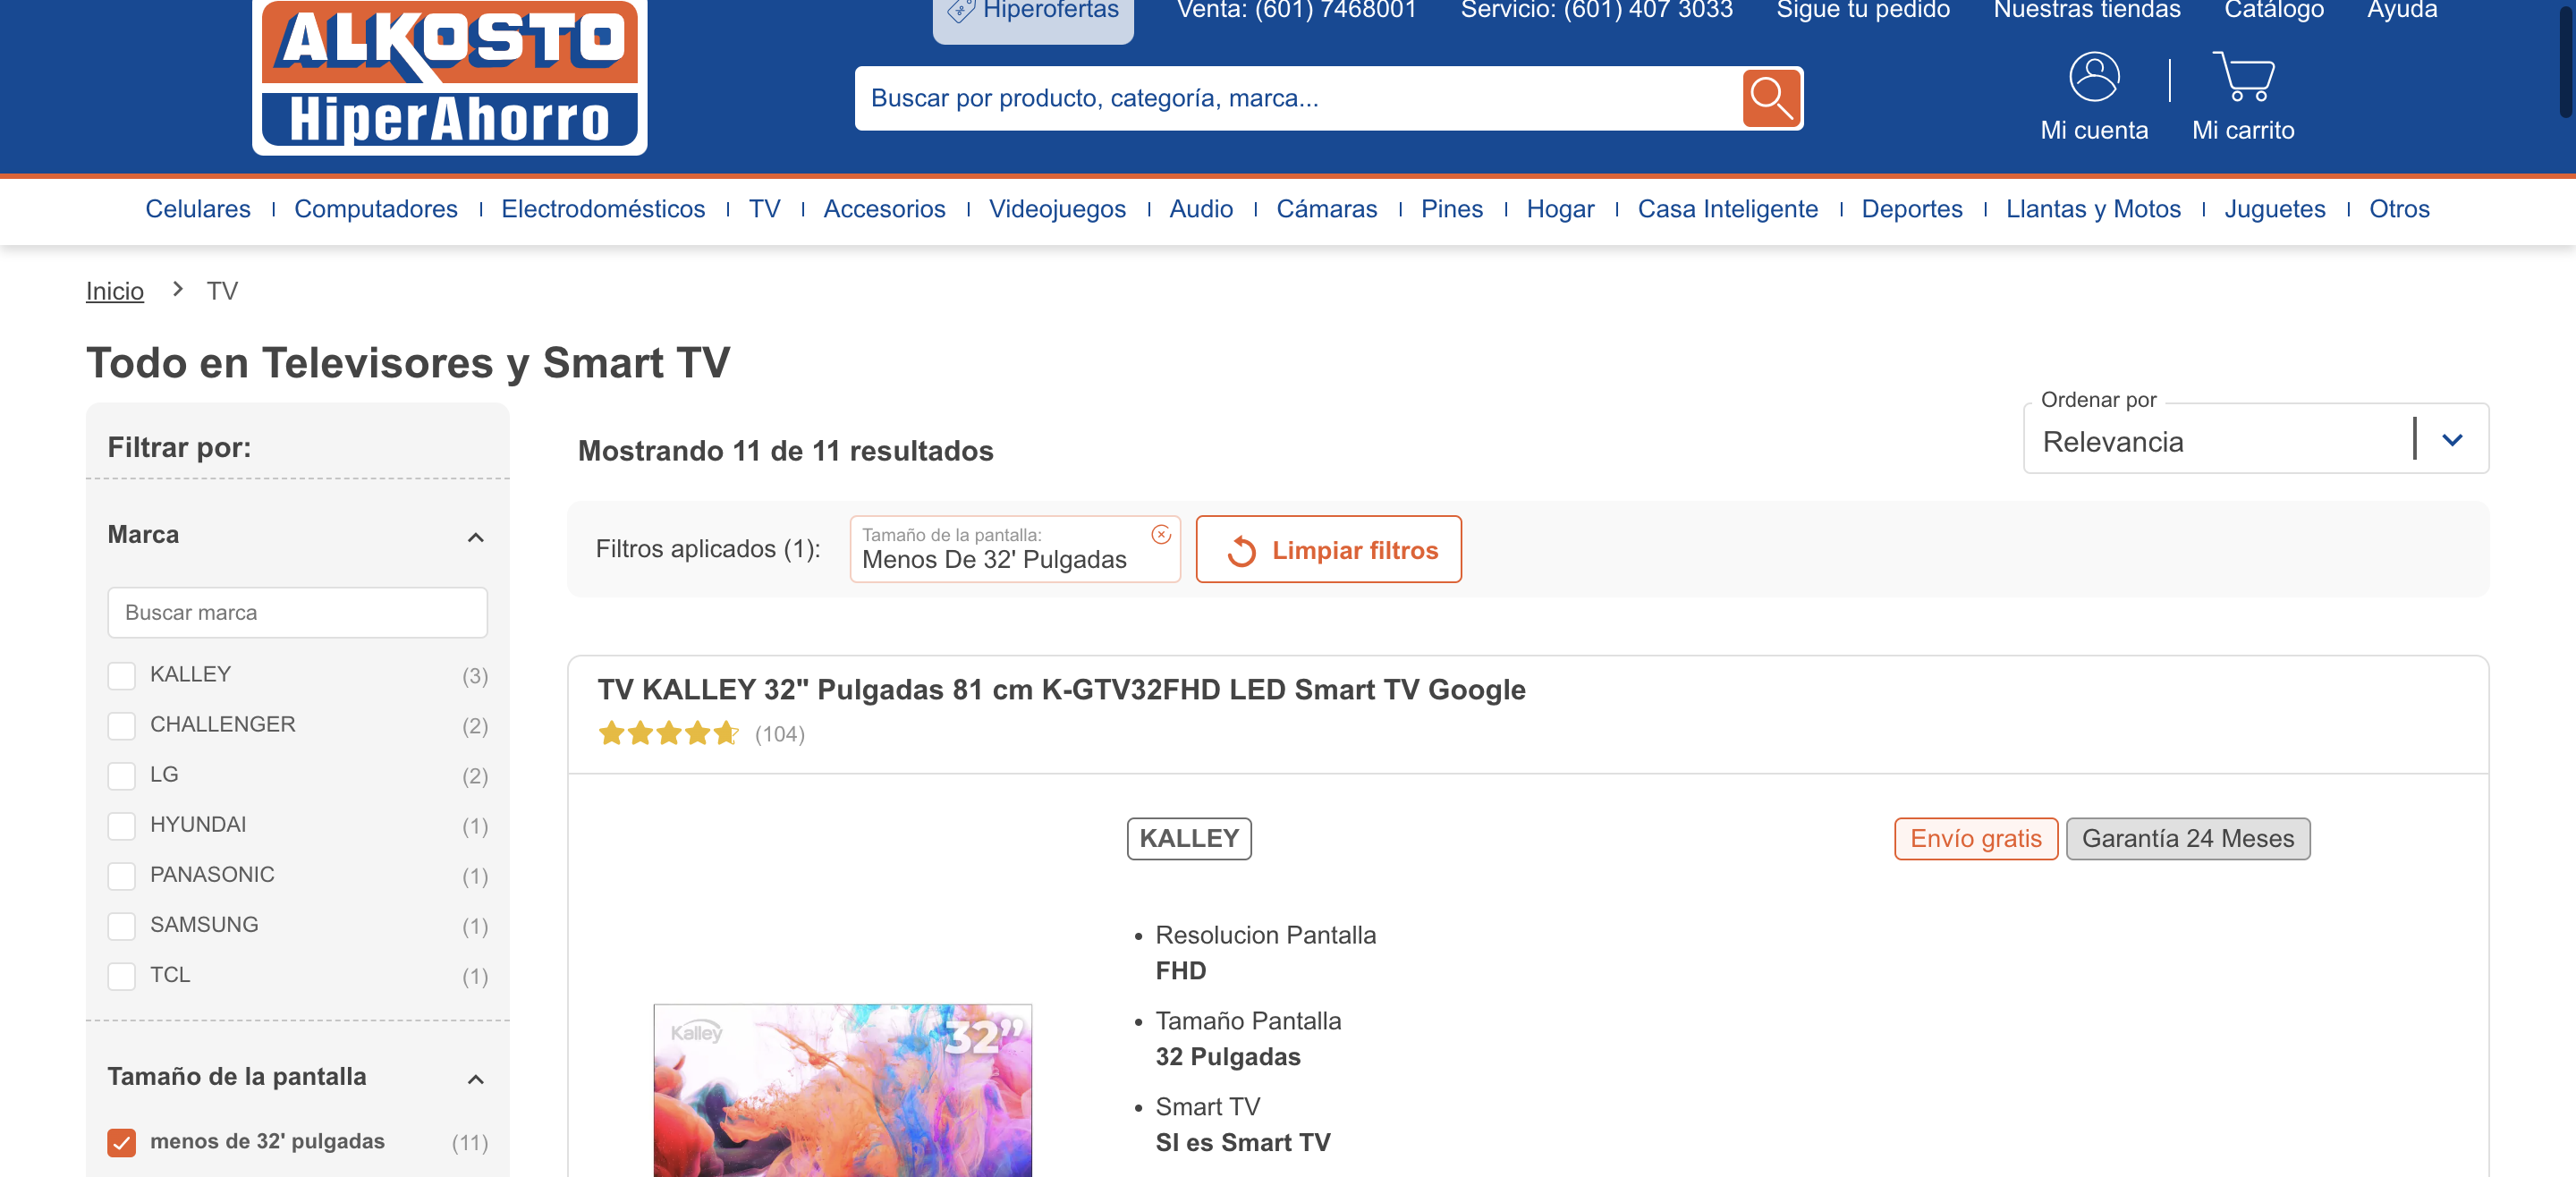 ALKOSTO
HiperAhorro
Hiperofertas
Venta: (601) 7468001
Servicio: (601) 407 3033
Sigue tu pedido
Nuestras tiendas
Catálogo
Ayuda
Buscar por producto, categoría, marca...
Mi cuenta
Mi carrito
Celulares
Computadores
Electrodomésticos
TV
Accesorios
Videojuegos
Audio
Cámaras
Pines
Hogar
Casa Inteligente
Deportes
Llantas y Motos
Juguetes
Otros
Inicio > TV
Todo en Televisores y Smart TV
Filtrar por:
Marca
Buscar marca
KALLEY (3)
CHALLENGER (2)
LG (2)
HYUNDAI (1)
PANASONIC (1)
SAMSUNG (1)
TCL (1)
Tamaño de la pantalla
menos de 32' pulgadas (11)
Mostrando 11 de 11 resultados
Ordenar por
Relevancia
Filtros aplicados (1):
Tamaño de la pantalla:
Menos De 32' Pulgadas
Limpiar filtros
TV KALLEY 32" Pulgadas 81 cm K-GTV32FHD LED Smart TV Google
(104)
KALLEY
Envío gratis
Garantía 24 Meses
• Resolucion Pantalla
FHD
• Tamaño Pantalla
32 Pulgadas
• Smart TV
SI es Smart TV
Kalley
32”